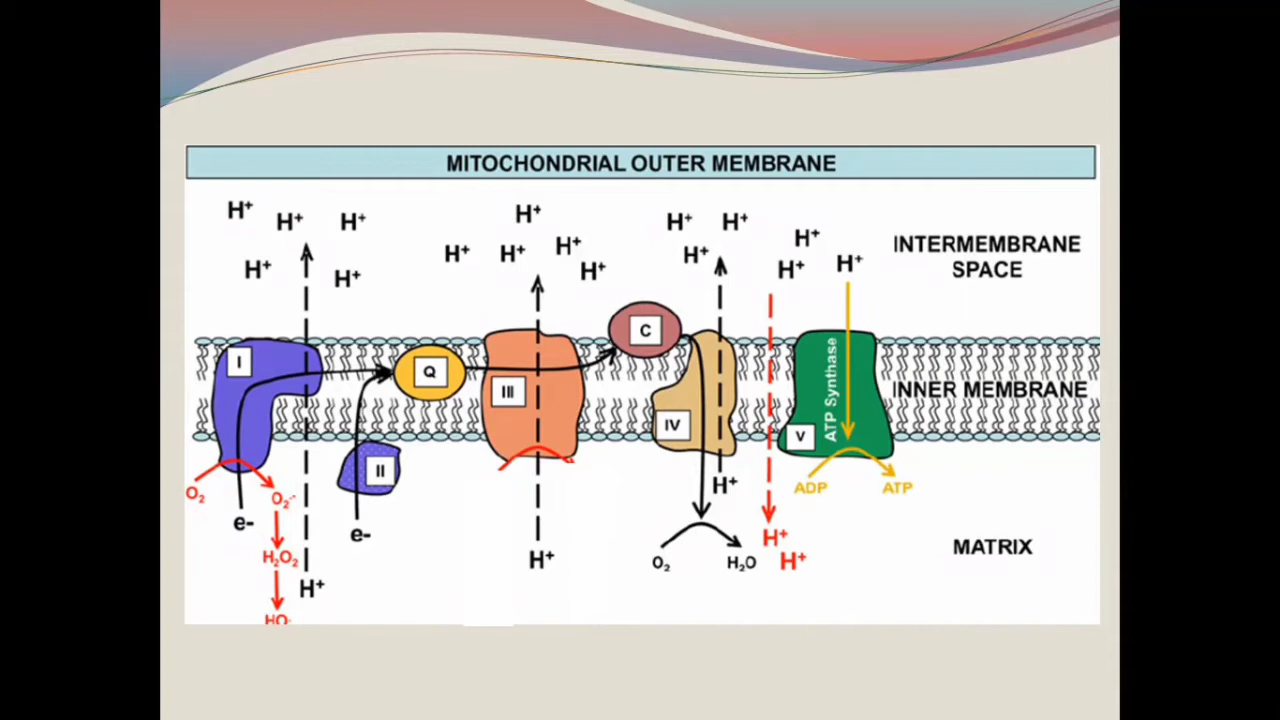 MITOCHONDRIAL OUTER MEMBRANE
H⁺ H⁺ H⁺ H⁺ H⁺ H⁺
H⁺ H⁺ H⁺ H⁺ INTERMEMBRANE
H⁺ H⁺ H⁺ H⁺ H⁺ H⁺ SPACE
H⁺
C
I
Q
III
INNER MEMBRANE
ATP Synthase
IV
V
II
H⁺
ADP
ATP
O₂
O₂⁻·
e-
e-
H⁺
H⁺
MATRIX
H₂O₂
H⁺
O₂
H₂O
H⁺
H⁺